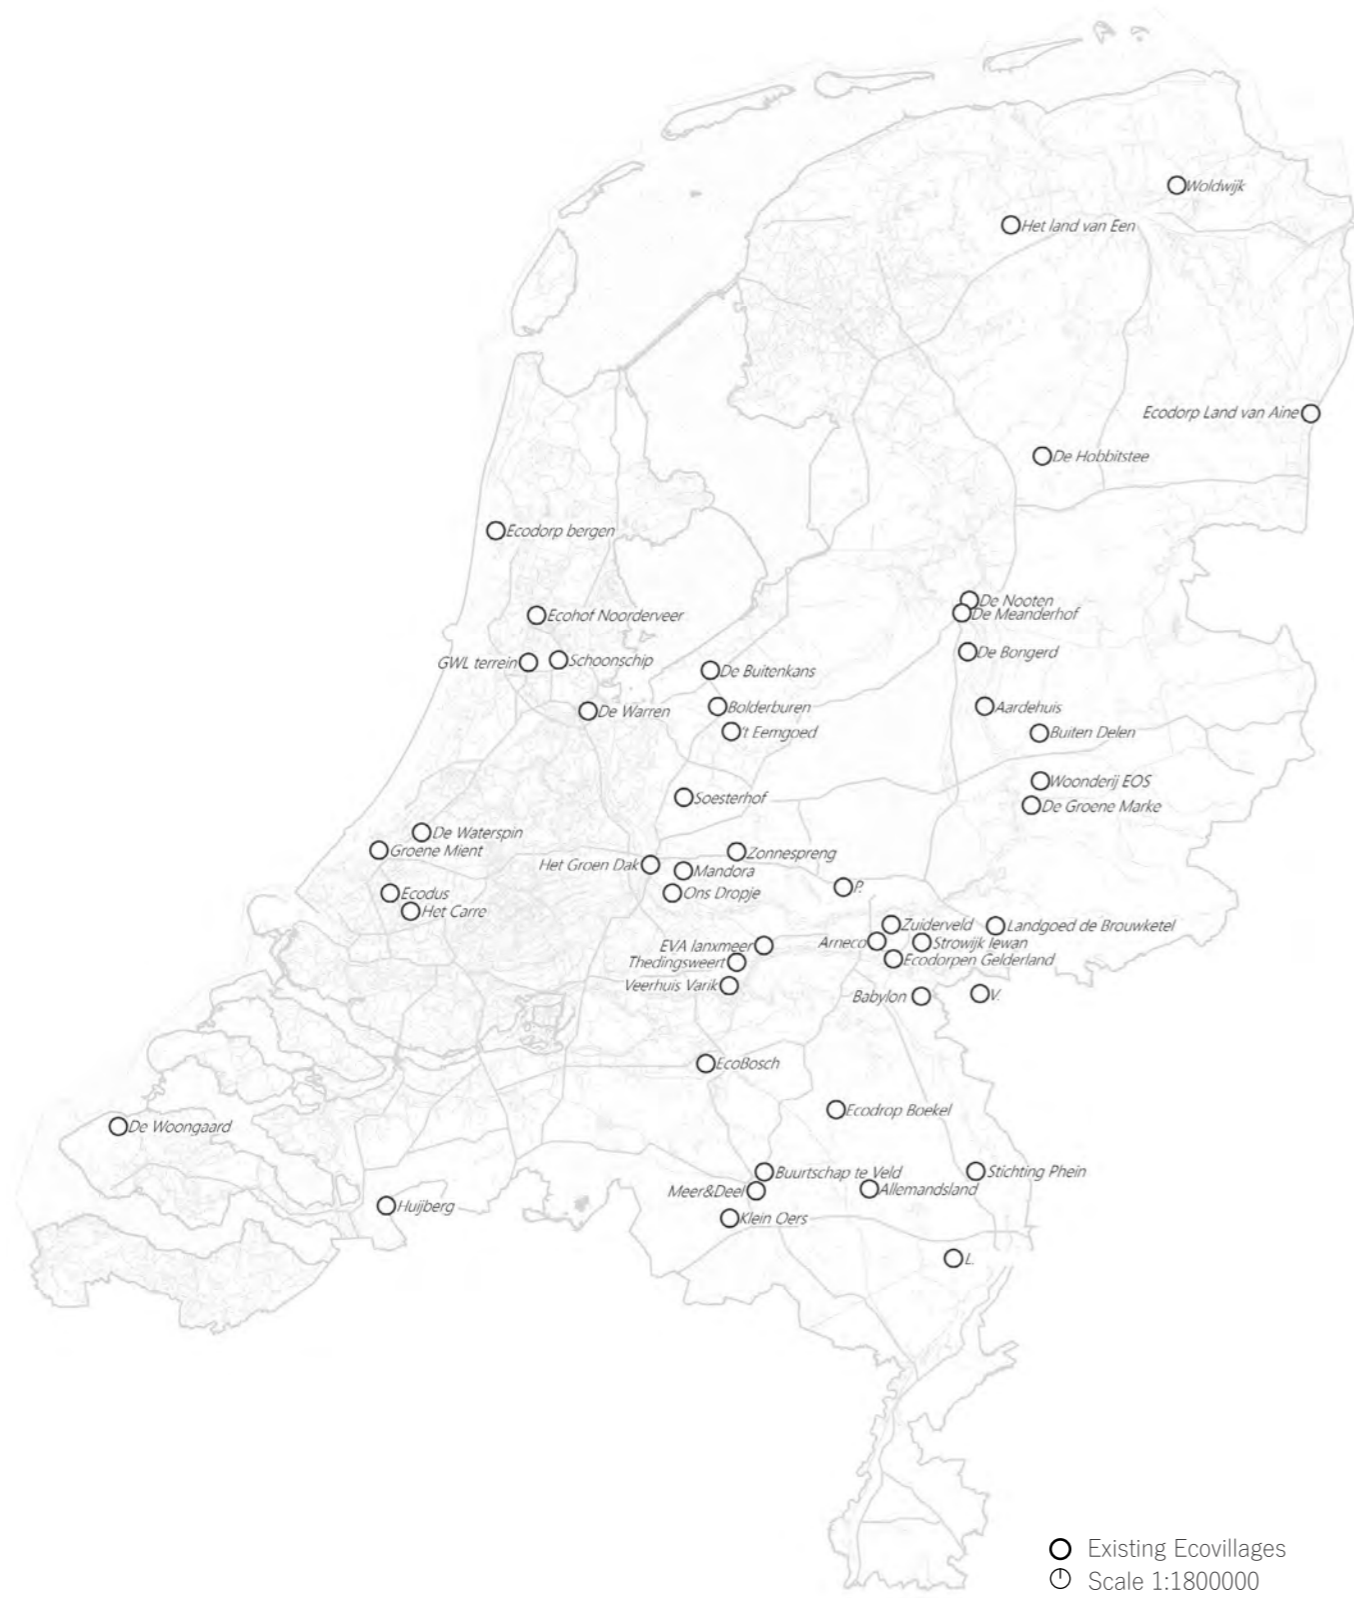 Woldwijk
Het land van Een
Ecodorp Land van Aine
De Hobbitstee
Ecodorp bergen
De Nooten
De Meanderhof
Ecohof Noorderveer
De Bongerd
GWL terrein
Schoonschip
De Buitenkans
De Warren
Bolderburen
Aardehuis
't Eemgoed
Buiten Delen
Woonderij EOS
Soesterhof
De Groene Marke
De Waterspin
Groene Mient
Zonnespreng
Het Groen Dak
Mandora
P.
Ecodus
Ons Dropje
Het Carre
Zuiderveld
Landgoed de Brouwketel
Arneco
Strowijk Iewan
EVA lanxmeer
Ecodorpen Gelderland
Thedingsweert
Veerhuis Varik
Babylon
V.
EcoBosch
Ecodrop Boekel
De Woongaard
Buurtschap te Veld
Stichting Phein
Meer&Deel
Allemandsland
Huijberg
Klein Oers
L.
Existing Ecovillages
Scale 1:1800000